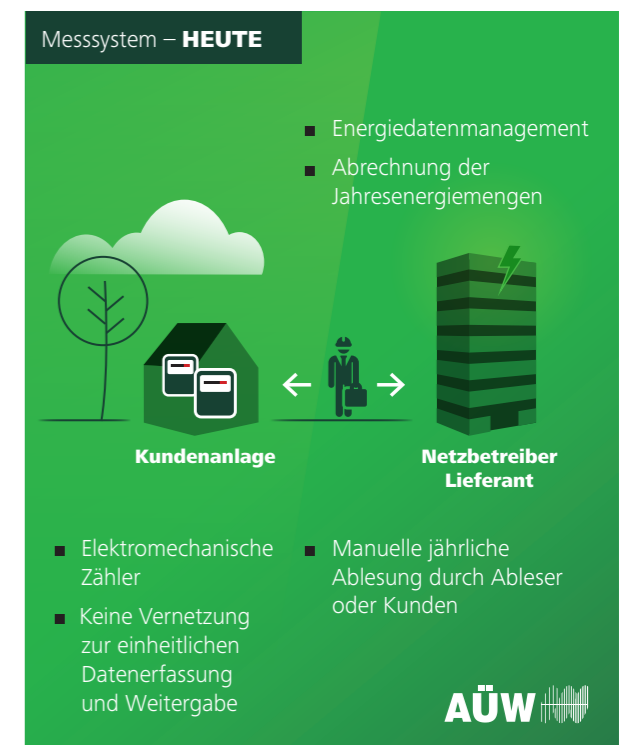 Messsystem – HEUTE
Energiedatenmanagement
Abrechnung der
Jahresenergiemengen
Kundenanlage
Netzbetreiber
Lieferant
Elektromechanische
Zähler
Keine Vernetzung
zur einheitlichen
Datenerfassung
und Weitergabe
Manuelle jährliche
Ablesung durch Ableser
oder Kunden
AÜW